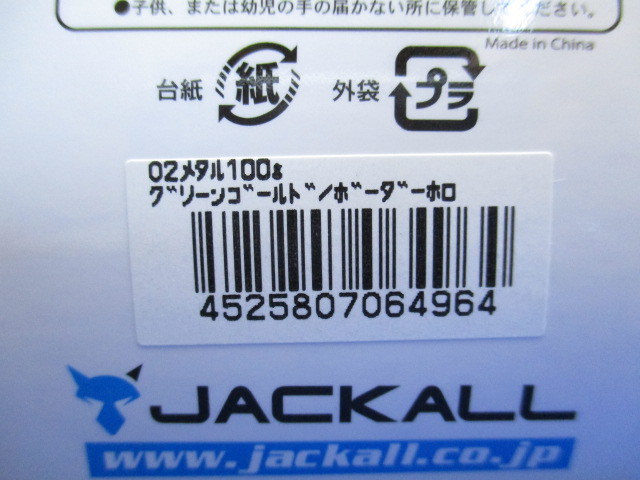 ●子供、または幼児の手の届かない所に保管してください。
Made in China
台紙 紙 外袋 プラ
02メタル100g
グリーンゴールド/ボーダーホロ
4525807064964
JACKALL
www.jackall.co.jp